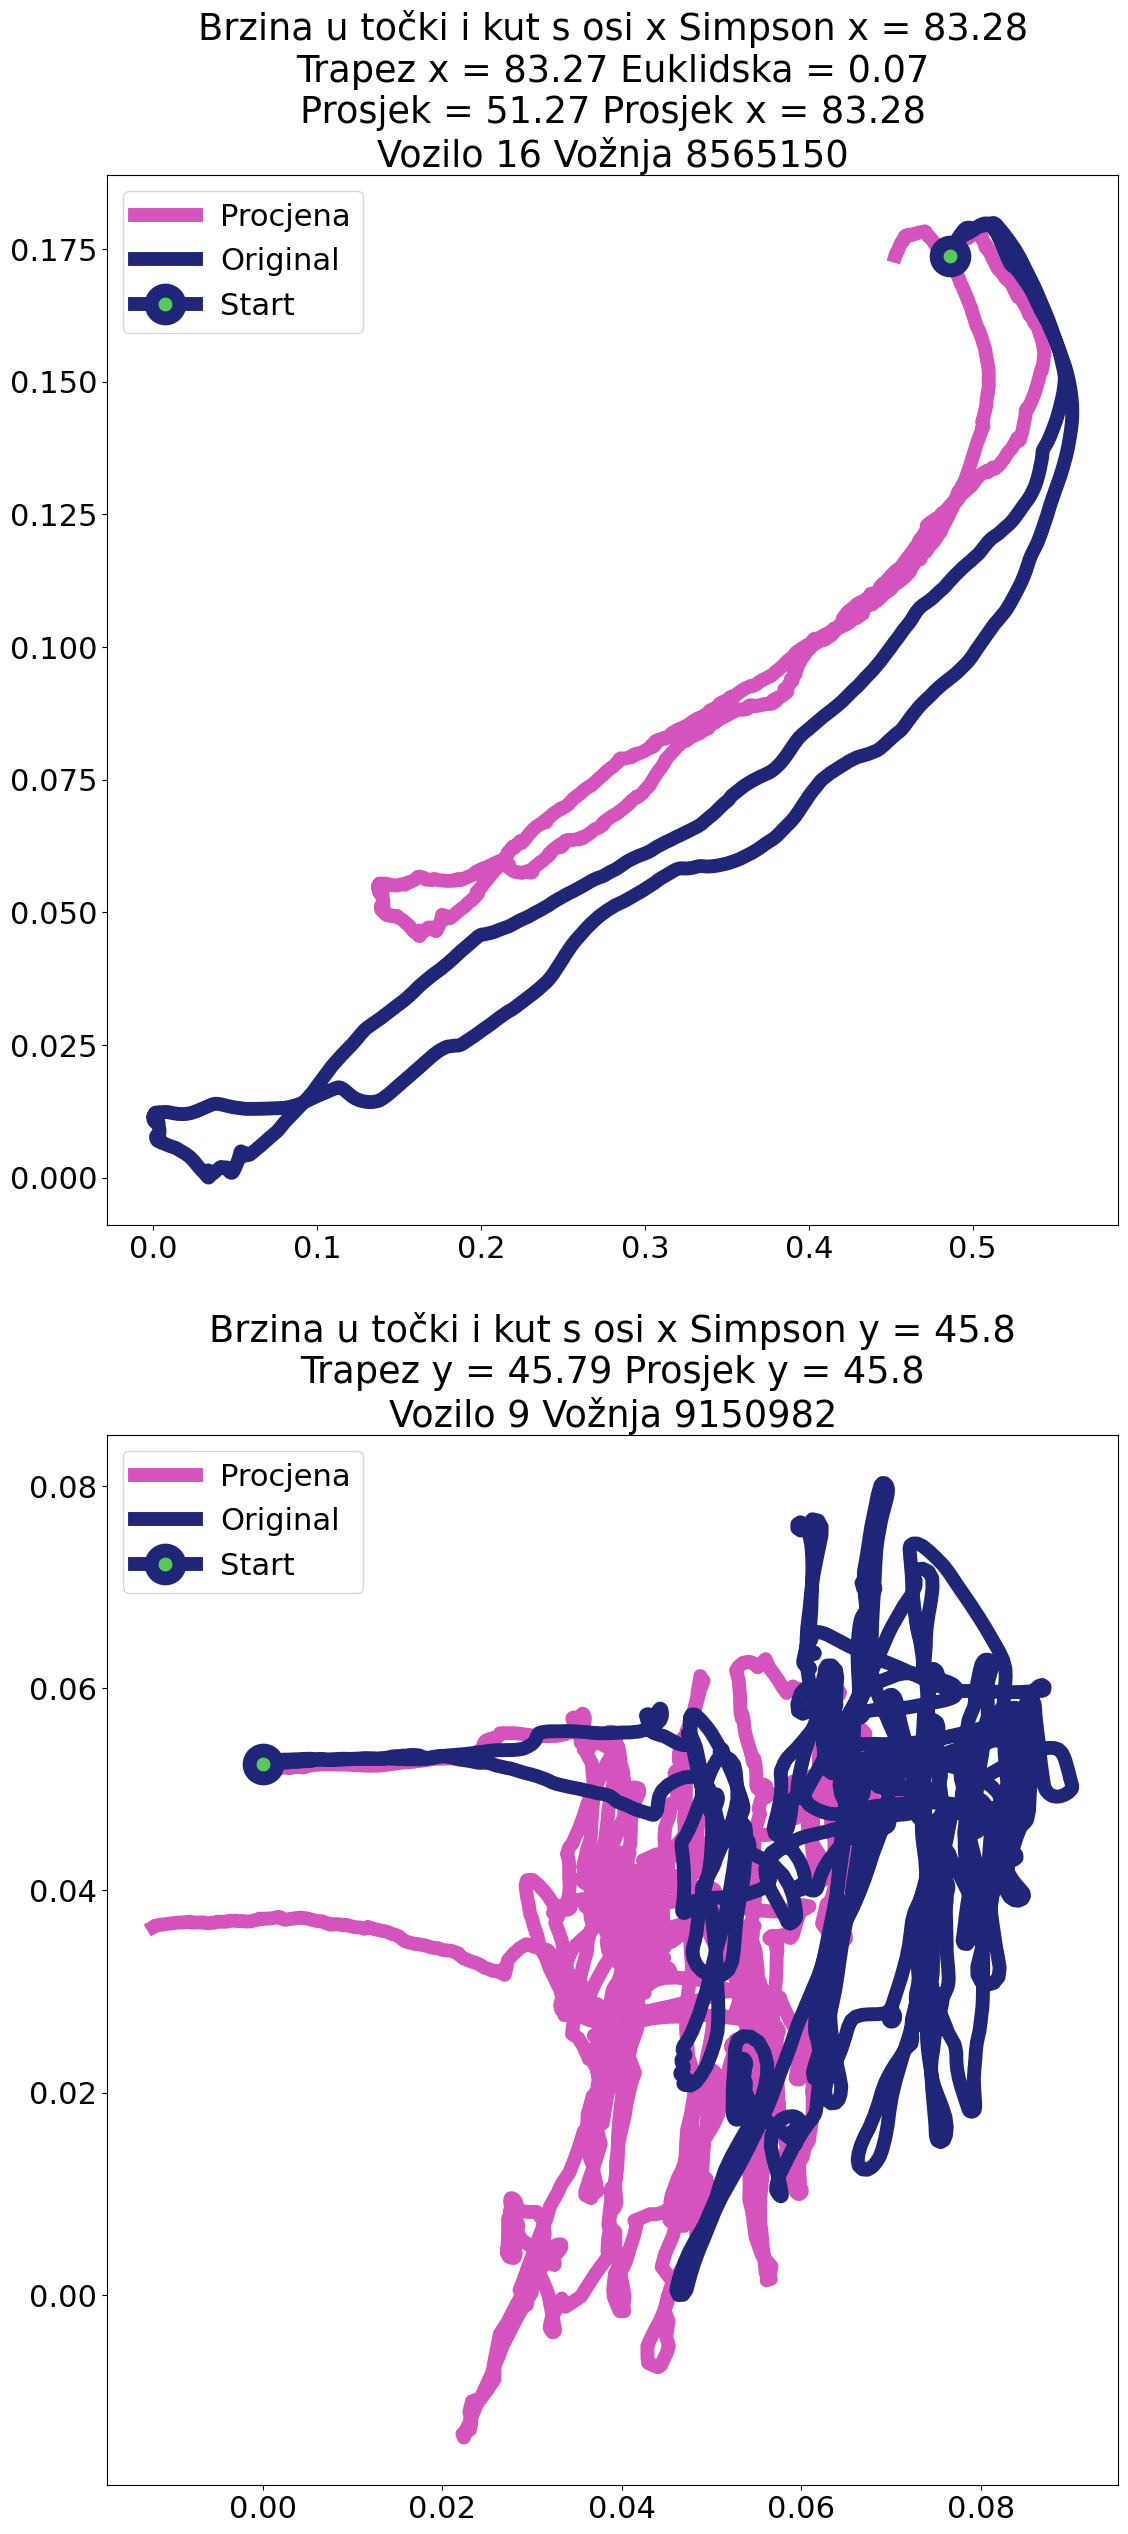 Brzina u točki i kut s osi x Simpson x = 83.28
Trapez x = 83.27 Euklidska = 0.07
Prosjek = 51.27 Prosjek x = 83.28
Vozilo 16 Vožnja 8565150
Procjena
Original
Start
0.175
0.150
0.125
0.100
0.075
0.050
0.025
0.000
0.0 0.1 0.2 0.3 0.4 0.5
Brzina u točki i kut s osi x Simpson y = 45.8
Trapez y = 45.79 Prosjek y = 45.8
Vozilo 9 Vožnja 9150982
Procjena
Original
Start
0.08
0.06
0.04
0.02
0.00
0.00 0.02 0.04 0.06 0.08